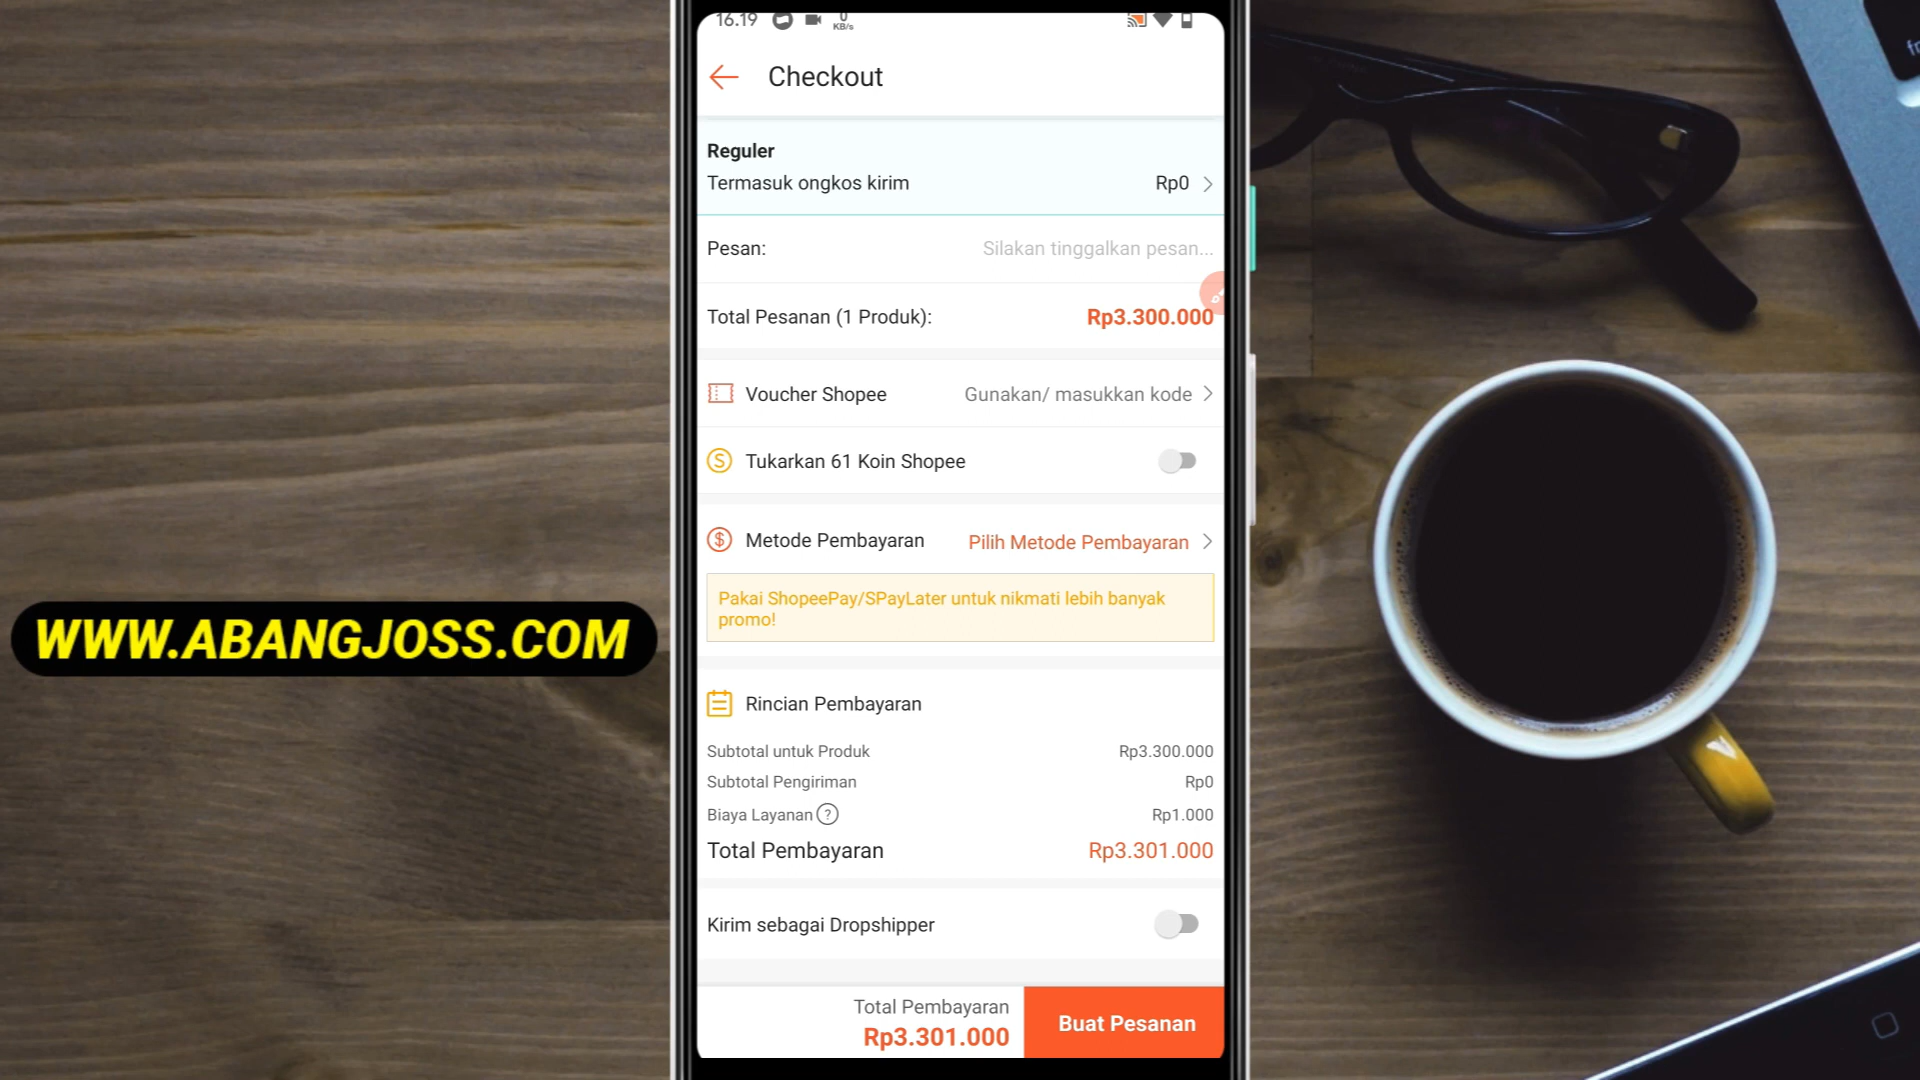 16.19 0
KB/s
Checkout
Reguler
Termasuk ongkos kirim Rp0
Pesan: Silakan tinggalkan pesan...
Total Pesanan (1 Produk): Rp3.300.000
Voucher Shopee Gunakan/ masukkan kode
Tukarkan 61 Koin Shopee
Metode Pembayaran Pilih Metode Pembayaran
Pakai ShopeePay/SPayLater untuk nikmati lebih banyak
promo!
WWW.ABANGJOSS.COM
Rincian Pembayaran
Subtotal untuk Produk Rp3.300.000
Subtotal Pengiriman Rp0
Biaya Layanan ? Rp1.000
Total Pembayaran Rp3.301.000
Kirim sebagai Dropshipper
Total Pembayaran
Rp3.301.000
Buat Pesanan